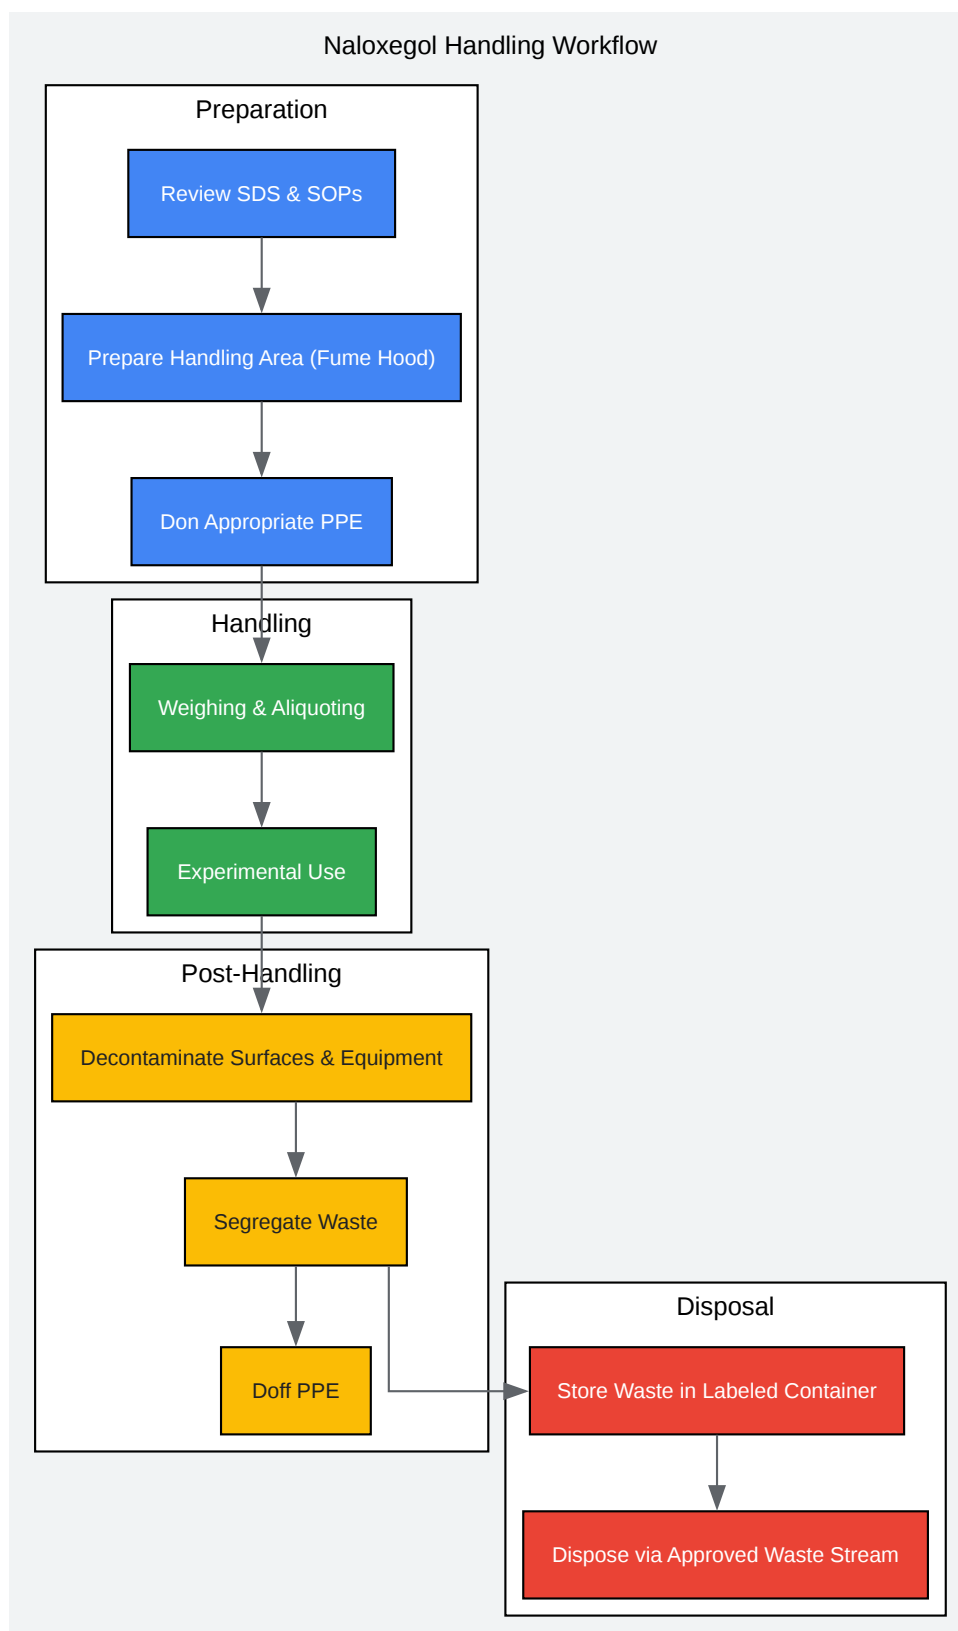 Naloxegol Handling Workflow
Preparation
Review SDS & SOPs
Prepare Handling Area (Fume Hood)
Don Appropriate PPE
Handling
Weighing & Aliquoting
Experimental Use
Post-Handling
Decontaminate Surfaces & Equipment
Segregate Waste
Doff PPE
Disposal
Store Waste in Labeled Container
Dispose via Approved Waste Stream